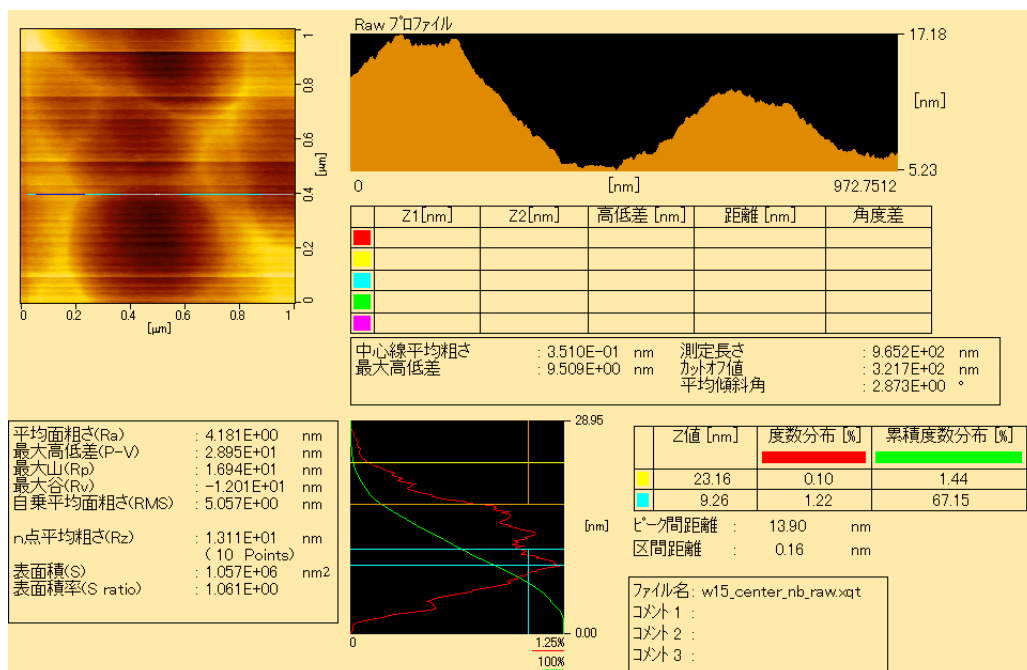 Raw プロファイル
17.18
[nm]
5.23
0 [nm] 972.7512
1
0.8
0.6
[μm]
0.4
0.2
0
0 0.2 0.4 0.6 0.8 1
[μm]
Z1[nm] Z2[nm] 高低差 [nm] 距離 [nm] 角度差
中心線平均粗さ : 3.510E-01 nm 測定長さ : 9.652E+02 nm
最大高低差 : 9.509E+00 nm カットオフ値 : 3.217E+02 nm
平均傾斜角 : 2.873E+00 °
平均面粗さ(Ra) : 4.181E+00 nm
最大高低差(P-V) : 2.895E+01 nm
最大山(Rp) : 1.694E+01 nm
最大谷(Rv) : -1.201E+01 nm
自乗平均面粗さ(RMS) : 5.057E+00 nm
n点平均粗さ(Rz) : 1.311E+01 nm
( 10 Points)
表面積(S) : 1.057E+06 nm2
表面積率(S ratio) : 1.061E+00
28.95
[nm]
0.00
0 1.25%
100%
Z値 [nm] 度数分布 [%] 累積度数分布 [%]
23.16 0.10 1.44
9.26 1.22 67.15
ピーク間距離 : 13.90 nm
区間距離 : 0.16 nm
ファイル名 : w15_center_nb_raw.xqt
コメント 1 :
コメント 2 :
コメント 3 :